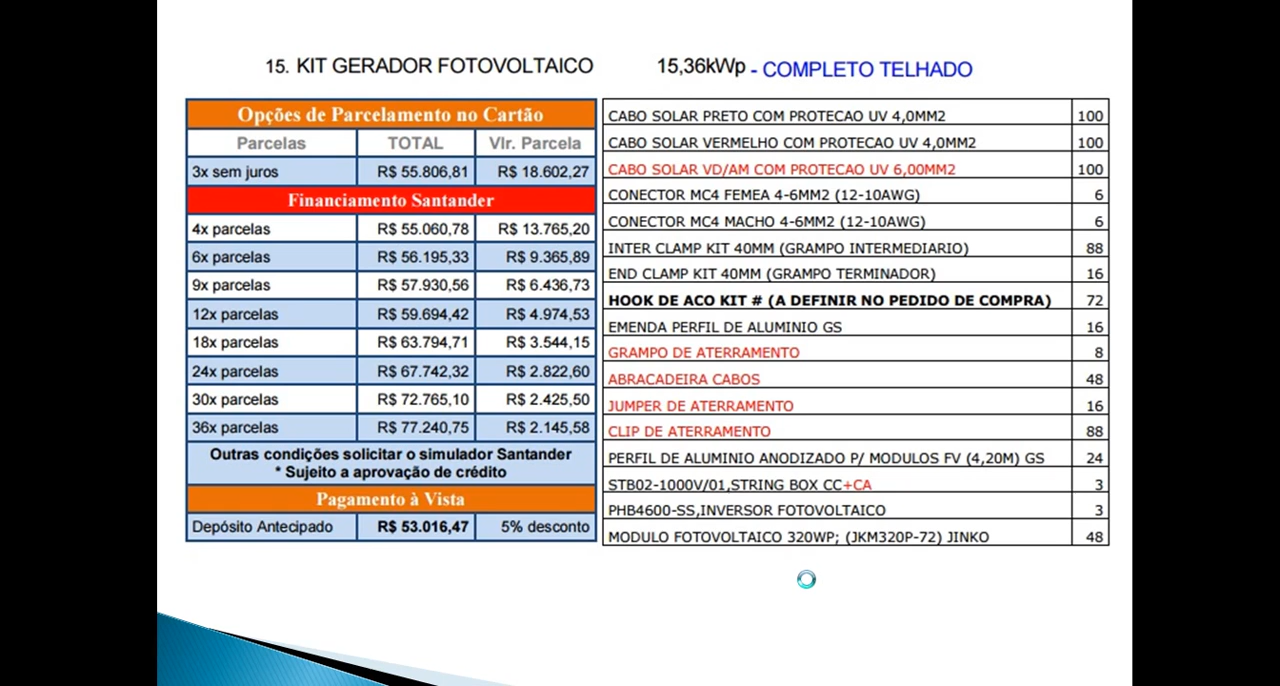 15. KIT GERADOR FOTOVOLTAICO 15,36kWp - COMPLETO TELHADO
Opções de Parcelamento no Cartão
Parcelas TOTAL Vlr. Parcela
3x sem juros R$ 55.806,81 R$ 18.602,27
Financiamento Santander
4x parcelas R$ 55.060,78 R$ 13.765,20
6x parcelas R$ 56.195,33 R$ 9.365,89
9x parcelas R$ 57.930,56 R$ 6.436,73
12x parcelas R$ 59.694,42 R$ 4.974,53
18x parcelas R$ 63.794,71 R$ 3.544,15
24x parcelas R$ 67.742,32 R$ 2.822,60
30x parcelas R$ 72.765,10 R$ 2.425,50
36x parcelas R$ 77.240,75 R$ 2.145,58
Outras condições solicitar o simulador Santander
* Sujeito a aprovação de crédito
Pagamento à Vista
Depósito Antecipado R$ 53.016,47 5% desconto
CABO SOLAR PRETO COM PROTECAO UV 4,0MM2 100
CABO SOLAR VERMELHO COM PROTECAO UV 4,0MM2 100
CABO SOLAR VD/AM COM PROTECAO UV 6,00MM2 100
CONECTOR MC4 FEMEA 4-6MM2 (12-10AWG) 6
CONECTOR MC4 MACHO 4-6MM2 (12-10AWG) 6
INTER CLAMP KIT 40MM (GRAMPO INTERMEDIARIO) 88
END CLAMP KIT 40MM (GRAMPO TERMINADOR) 16
HOOK DE ACO KIT # (A DEFINIR NO PEDIDO DE COMPRA) 72
EMENDA PERFIL DE ALUMINIO GS 16
GRAMPO DE ATERRAMENTO 8
ABRACADEIRA CABOS 48
JUMPER DE ATERRAMENTO 16
CLIP DE ATERRAMENTO 88
PERFIL DE ALUMINIO ANODIZADO P/ MODULOS FV (4,20M) GS 24
STB02-1000V/01,STRING BOX CC+CA 3
PHB4600-SS,INVERSOR FOTOVOLTAICO 3
MODULO FOTOVOLTAICO 320WP; (JKM320P-72) JINKO 48